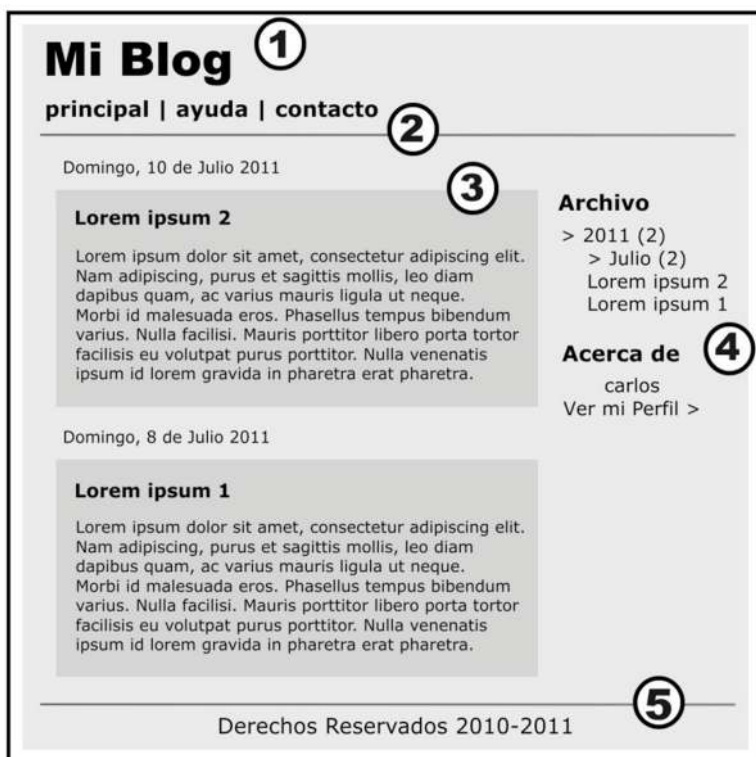 Mi Blog
1
principal | ayuda | contacto
2
Domingo, 10 de Julio 2011
3
Lorem ipsum 2
Lorem ipsum dolor sit amet, consectetur adipiscing elit.
Nam adipiscing, purus et sagittis mollis, leo diam
dapibus quam, ac varius mauris ligula ut neque.
Morbi id malesuada eros. Phasellus tempus bibendum
varius. Nulla facilisi. Mauris porttitor libero porta tortor
facilisis eu volutpat purus porttitor. Nulla venenatis
ipsum id lorem gravida in pharetra erat pharetra.
Domingo, 8 de Julio 2011
Lorem ipsum 1
Lorem ipsum dolor sit amet, consectetur adipiscing elit.
Nam adipiscing, purus et sagittis mollis, leo diam
dapibus quam, ac varius mauris ligula ut neque.
Morbi id malesuada eros. Phasellus tempus bibendum
varius. Nulla facilisi. Mauris porttitor libero porta tortor
facilisis eu volutpat purus porttitor. Nulla venenatis
ipsum id lorem gravida in pharetra erat pharetra.
Archivo
> 2011 (2)
> Julio (2)
Lorem ipsum 2
Lorem ipsum 1
Acerca de
4
carlos
Ver mi Perfil >
5
Derechos Reservados 2010-2011